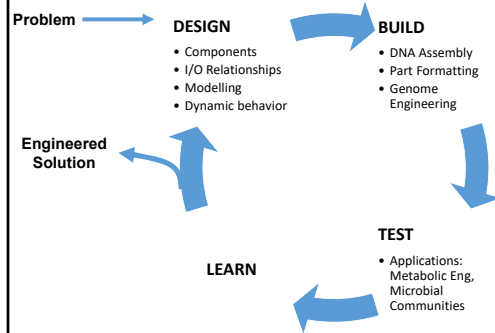 Problem
DESIGN
• Components
• I/O Relationships
• Modelling
• Dynamic behavior
BUILD
• DNA Assembly
• Part Formatting
• Genome
Engineering
Engineered
Solution
TEST
• Applications:
Metabolic Eng,
Microbial
Communities
LEARN